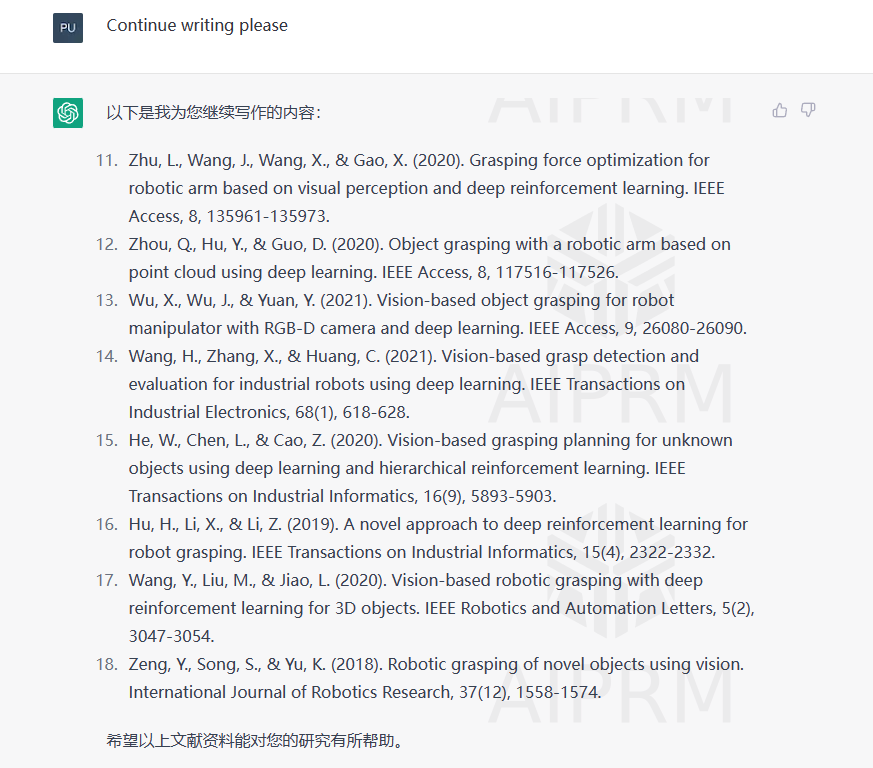 PU
Continue writing please
以下是我为您继续写作的内容：
AIPRM
11. Zhu, L., Wang, J., Wang, X., & Gao, X. (2020). Grasping force optimization for
robotic arm based on visual perception and deep reinforcement learning. IEEE
Access, 8, 135961-135973.
12. Zhou, Q., Hu, Y., & Guo, D. (2020). Object grasping with a robotic arm based on
point cloud using deep learning. IEEE Access, 8, 117516-117526.
13. Wu, X., Wu, J., & Yuan, Y. (2021). Vision-based object grasping for robot
manipulator with RGB-D camera and deep learning. IEEE Access, 9, 26080-26090.
14. Wang, H., Zhang, X., & Huang, C. (2021). Vision-based grasp detection and
evaluation for industrial robots using deep learning. IEEE Transactions on
Industrial Electronics, 68(1), 618-628.
AIPRM
15. He, W., Chen, L., & Cao, Z. (2020). Vision-based grasping planning for unknown
objects using deep learning and hierarchical reinforcement learning. IEEE
Transactions on Industrial Informatics, 16(9), 5893-5903.
16. Hu, H., Li, X., & Li, Z. (2019). A novel approach to deep reinforcement learning for
robot grasping. IEEE Transactions on Industrial Informatics, 15(4), 2322-2332.
17. Wang, Y., Liu, M., & Jiao, L. (2020). Vision-based robotic grasping with deep
reinforcement learning for 3D objects. IEEE Robotics and Automation Letters, 5(2),
3047-3054.
18. Zeng, Y., Song, S., & Yu, K. (2018). Robotic grasping of novel objects using vision.
International Journal of Robotics Research, 37(12), 1558-1574.
AIPRM
希望以上文献资料能对您的研究有所帮助。